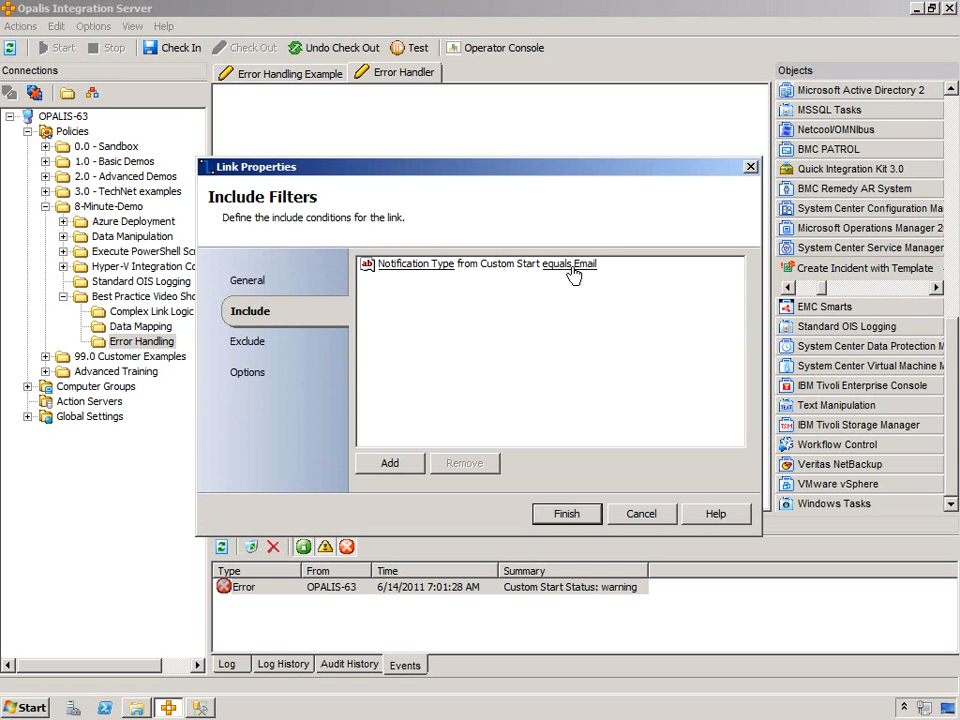 Opalis Integration Server
Actions Edit Options View Help
Start Stop Check In Check Out Undo Check Out Test Operator Console
Connections
OPALIS-63
Policies
0.0 - Sandbox
1.0 - Basic Demos
2.0 - Advanced Demos
3.0 - TechNet examples
8-Minute-Demo
Azure Deployment
Data Manipulation
Execute PowerShell Scr
Hyper-V Integration Co
Standard OIS Logging
Best Practice Video Sho
Complex Link Logic
Data Mapping
Error Handling
99.0 Customer Examples
Advanced Training
Computer Groups
Action Servers
Global Settings
Error Handling Example Error Handler
Link Properties
Include Filters
Define the include conditions for the link.
General
Include
Exclude
Options
ab Notification Type from Custom Start equals Email
Add Remove
Finish Cancel Help
Objects
Microsoft Active Directory 2
MSSQL Tasks
Netcool/OMNIbus
BMC PATROL
Quick Integration Kit 3.0
BMC Remedy AR System
System Center Configuration Ma
Microsoft Operations Manager 2
System Center Service Manager
Create Incident with Template
EMC Smarts
Standard OIS Logging
System Center Data Protection M
System Center Virtual Machine M
IBM Tivoli Enterprise Console
Text Manipulation
IBM Tivoli Storage Manager
Workflow Control
Veritas NetBackup
VMware vSphere
Windows Tasks
Type From Time Summary
Error OPALIS-63 6/14/2011 7:01:28 AM Custom Start Status: warning
Log Log History Audit History Events
Start